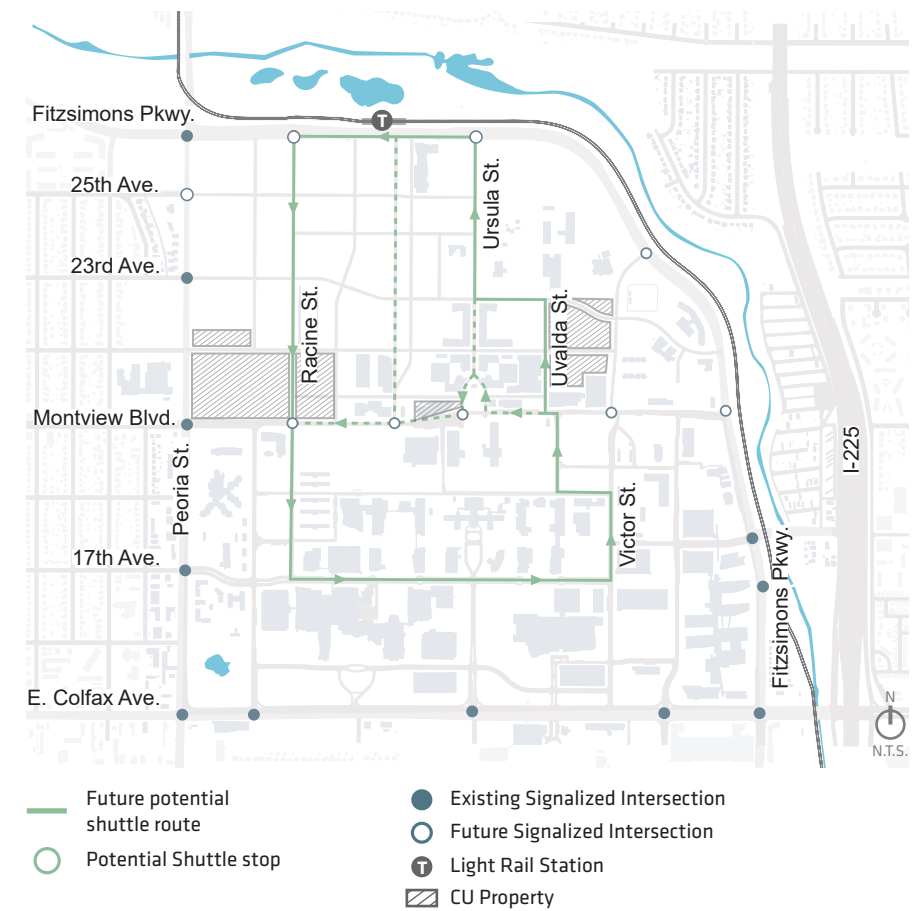 Fitzsimons Pkwy.
T
25th Ave.
Ursula St.
23rd Ave.
Racine St.
Uvalda St.
Montview Blvd.
Peoria St.
I-225
Victor St.
17th Ave.
Fitzsimons Pkwy.
E. Colfax Ave.
N
N.T.S.
Future potential
shuttle route
Potential Shuttle stop
Existing Signalized Intersection
Future Signalized Intersection
T
Light Rail Station
CU Property